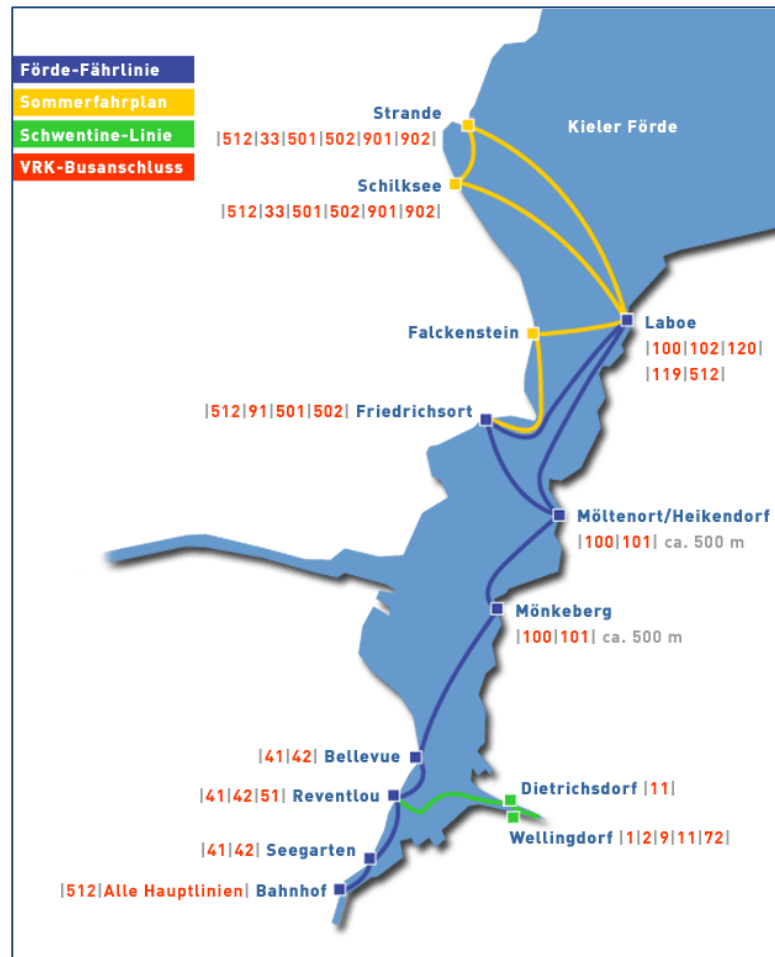 Förde-Fährlinie
Sommerfahrplan
Schwentine-Linie
VRK-Busanschluss
Kieler Förde
Strande
|512|33|501|502|901|902|
Schilksee
|512|33|501|502|901|902|
Falckenstein
Laboe
|100|102|120|
|119|512|
|512|91|501|502| Friedrichsort
Möltenort/Heikendorf
|100|101| ca. 500 m
Mönkeberg
|100|101| ca. 500 m
|41|42| Bellevue
|41|42|51| Reventlou
Dietrichsdorf |11|
Wellingdorf |1|2|9|11|72|
|41|42| Seegarten
|512|Alle Hauptlinien| Bahnhof